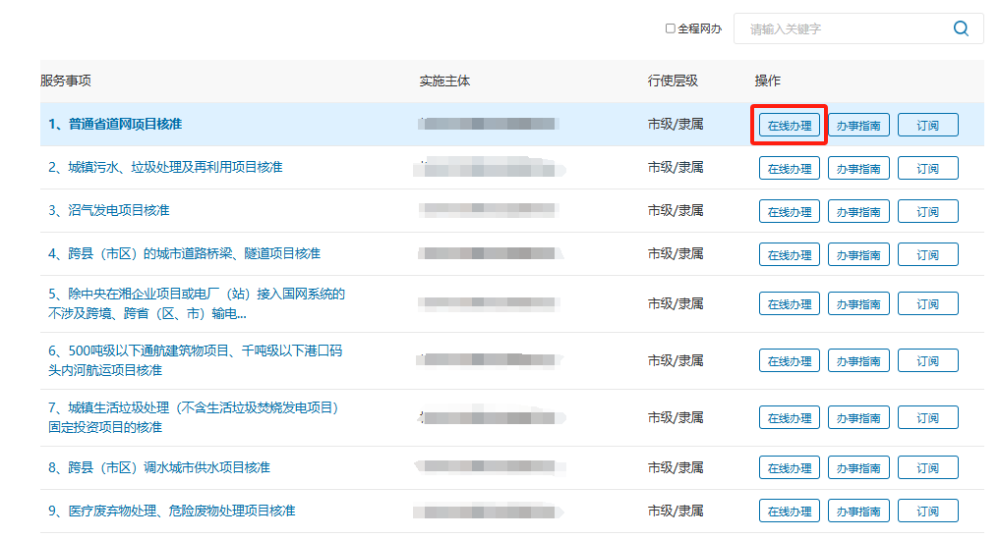 全程网办 请输入关键字
服务事项 实施主体 行使层级 操作
1、普通省道网项目核准 市级/隶属 在线办理 办事指南 订阅
2、城镇污水、垃圾处理及再利用项目核准 市级/隶属 在线办理 办事指南 订阅
3、沼气发电项目核准 市级/隶属 在线办理 办事指南 订阅
4、跨县（市区）的城市道路桥梁、隧道项目核准 市级/隶属 在线办理 办事指南 订阅
5、除中央在湘企业项目或电厂（站）接入国网系统的
不涉及跨境、跨省（区、市）输电... 市级/隶属 在线办理 办事指南 订阅
6、500吨级以下通航建筑物项目、千吨级以下港口码
头内河航运项目核准 市级/隶属 在线办理 办事指南 订阅
7、城镇生活垃圾处理（不含生活垃圾焚烧发电项目）
固定投资项目的核准 市级/隶属 在线办理 办事指南 订阅
8、跨县（市区）调水城市供水项目核准 市级/隶属 在线办理 办事指南 订阅
9、医疗废弃物处理、危险废物处理项目核准 市级/隶属 在线办理 办事指南 订阅